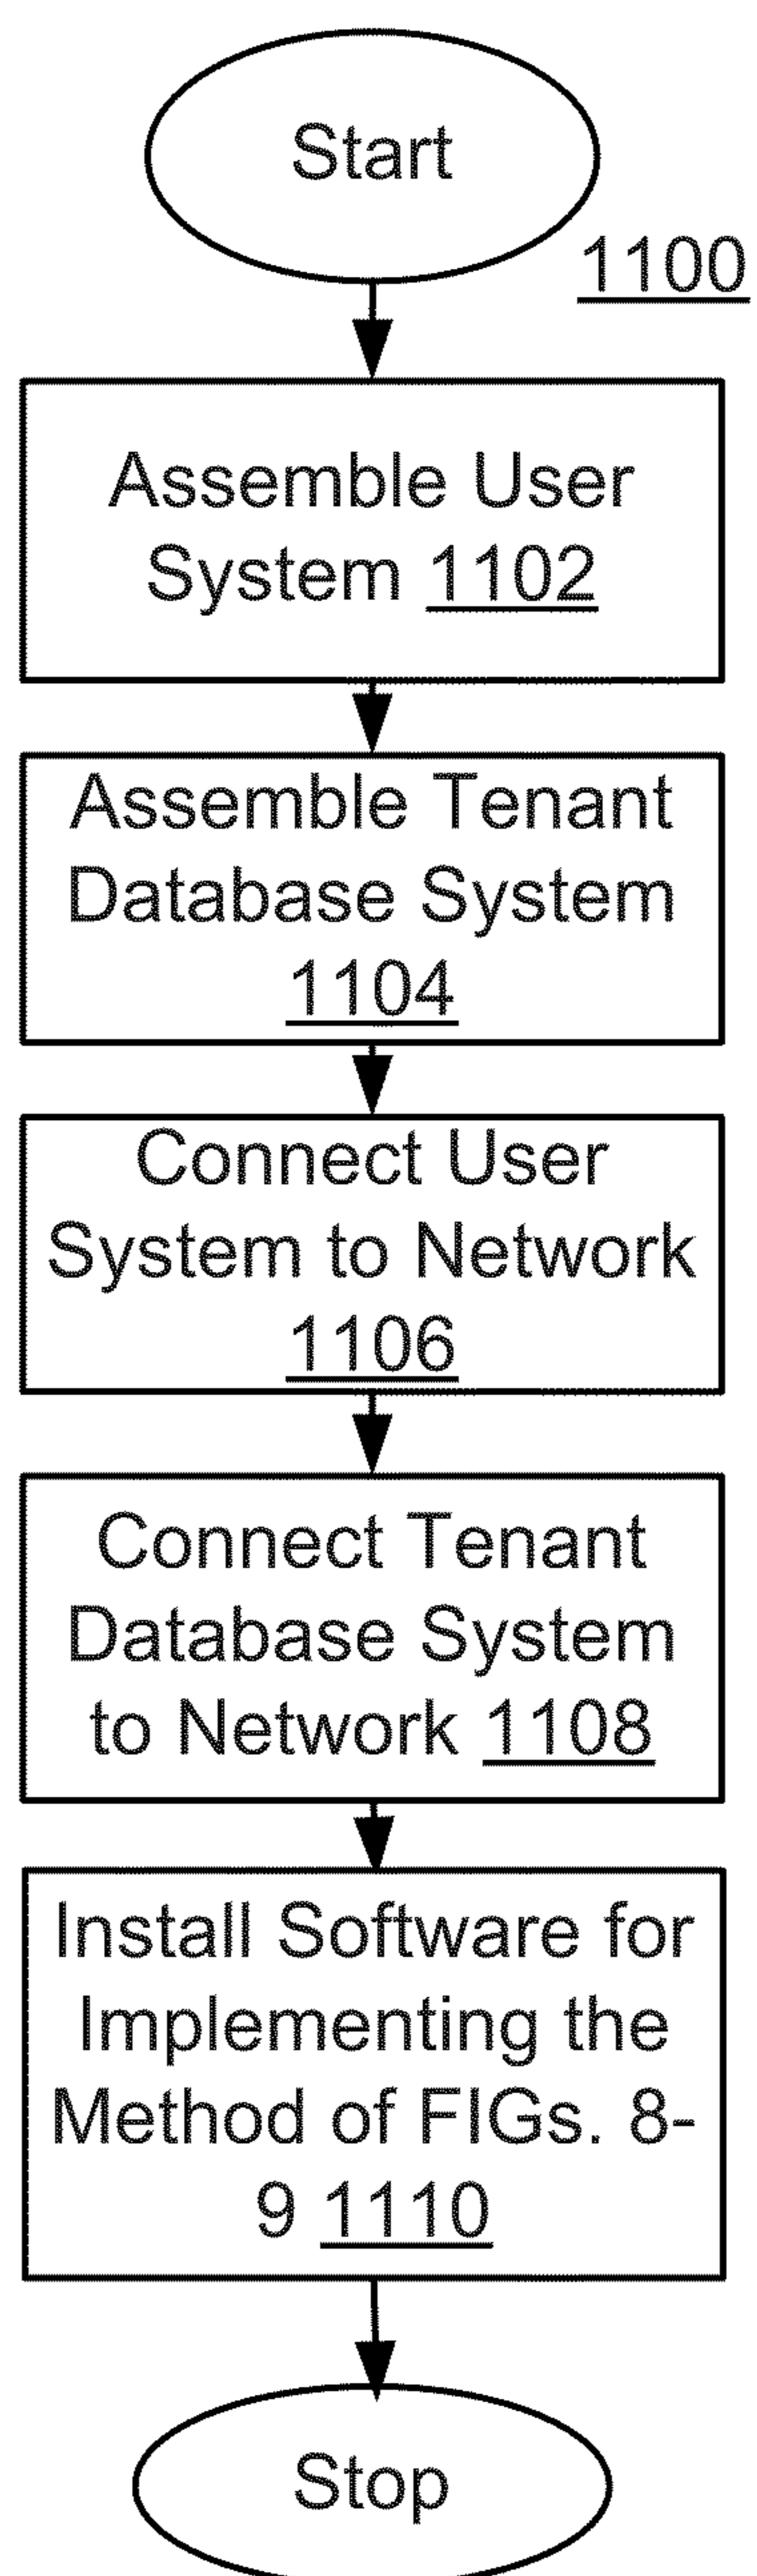 Start
1100
Assemble User
System 1102
Assemble Tenant
Database System
1104
Connect User
System to Network
1106
Connect Tenant
Database System
to Network 1108
Install Software for
Implementing the
Method of FIGs. 8-
9 1110
Stop